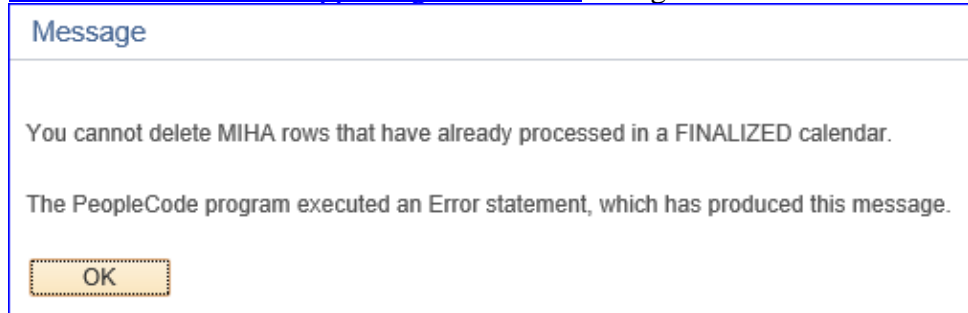 Message
You cannot delete MIHA rows that have already processed in a FINALIZED calendar.
The PeopleCode program executed an Error statement, which has produced this message.
OK